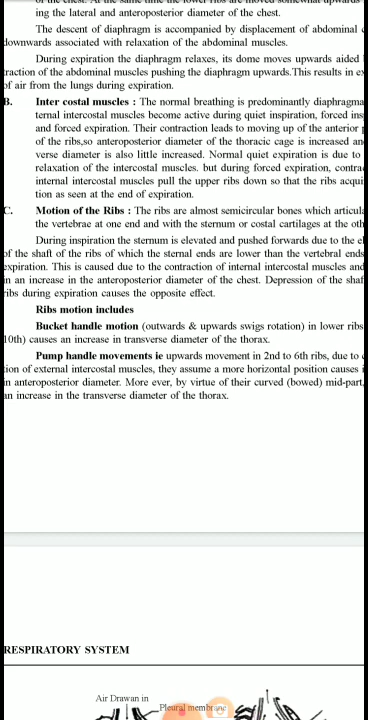 of the chest. At the same time the lower ribs are moved somewhat upwards
ing the lateral and anteroposterior diameter of the chest.
The descent of diaphragm is accompanied by displacement of abdominal
downwards associated with relaxation of the abdominal muscles.
During expiration the diaphragm relaxes, its dome moves upwards aided
traction of the abdominal muscles pushing the diaphragm upwards.This results in ex
of air from the lungs during expiration.
B. Inter costal muscles : The normal breathing is predominantly diaphragma
ternal intercostal muscles become active during quiet inspiration, forced ins
and forced expiration. Their contraction leads to moving up of the anterior
of the ribs,so anteroposterior diameter of the thoracic cage is increased an
verse diameter is also little increased. Normal quiet expiration is due to
relaxation of the intercostal muscles. but during forced expiration, contra
internal intercostal muscles pull the upper ribs down so that the ribs acqui
tion as seen at the end of expiration.
C. Motion of the Ribs : The ribs are almost semicircular bones which articula
the vertebrae at one end and with the sternum or costal cartilages at the oth
During inspiration the sternum is elevated and pushed forwards due to the el
of the shaft of the ribs of which the sternal ends are lower than the vertebral ends
expiration. This is caused due to the contraction of internal intercostal muscles and
in an increase in the anteroposterior diameter of the chest. Depression of the shaf
ribs during expiration causes the opposite effect.
Ribs motion includes
Bucket handle motion (outwards & upwards swigs rotation) in lower ribs
10th) causes an increase in transverse diameter of the thorax.
Pump handle movements ie upwards movement in 2nd to 6th ribs, due to
tion of external intercostal muscles, they assume a more horizontal position causes i
in anteroposterior diameter. More ever, by virtue of their curved (bowed) mid-part,
an increase in the transverse diameter of the thorax.
RESPIRATORY SYSTEM
Air Drawan in
Pleural membrane